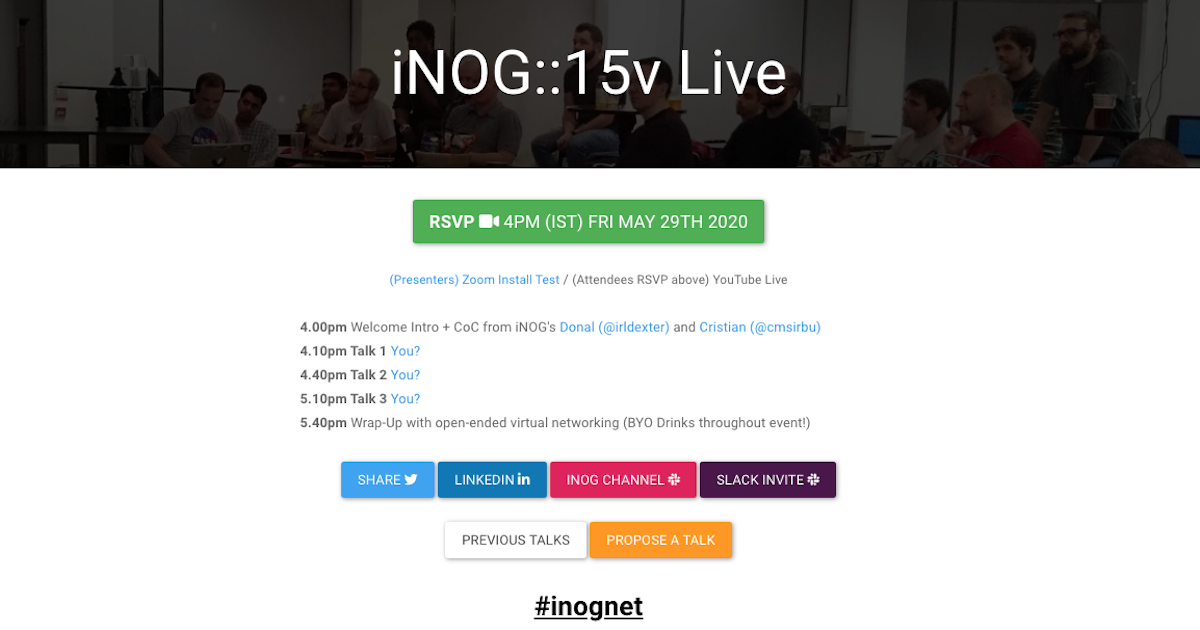 iNOG::15v Live
RSVP 4PM (IST) FRI MAY 29TH 2020
(Presenters) Zoom Install Test / (Attendees RSVP above) YouTube Live
4.00pm Welcome Intro + CoC from iNOG's Donal (@irldexter) and Cristian (@cmsirbu)
4.10pm Talk 1 You?
4.40pm Talk 2 You?
5.10pm Talk 3 You?
5.40pm Wrap-Up with open-ended virtual networking (BYO Drinks throughout event!)
SHARE LINKEDIN in INOG CHANNEL SLACK INVITE
PREVIOUS TALKS PROPOSE A TALK
#inognet